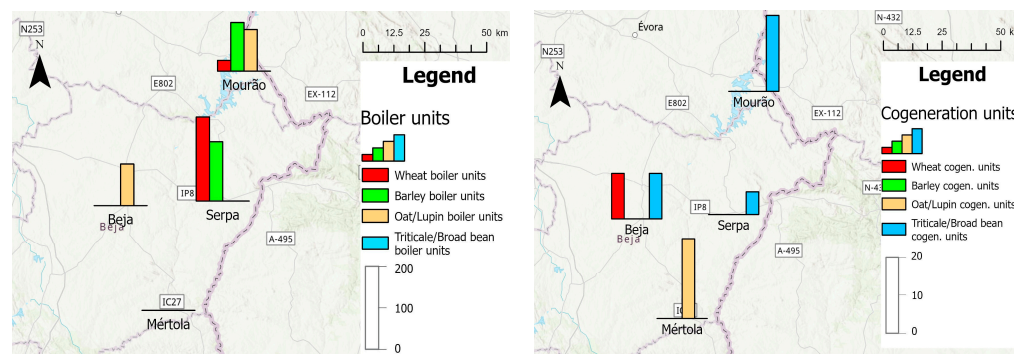 N253
N
E802
Mourão
EX-112
IP8
Serpa
Beja
Beja
A-495
IC27
Mértola
0 12.5 25 50 km
Legend
Boiler units
Wheat boiler units
Barley boiler units
Oat/Lupin boiler units
Triticale/Broad bean
boiler units
200
100
0
Évora
N-432
N253
N
E802
Mourão
EX-112
IP8
Serpa
Beja
Beja
A-495
Mértola
0 12.5 25 50
Legend
Cogeneration units
Wheat cogen. units
Barley cogen. units
Oat/Lupin cogen. units
Triticale/Broad bean
cogen. units
20
10
0